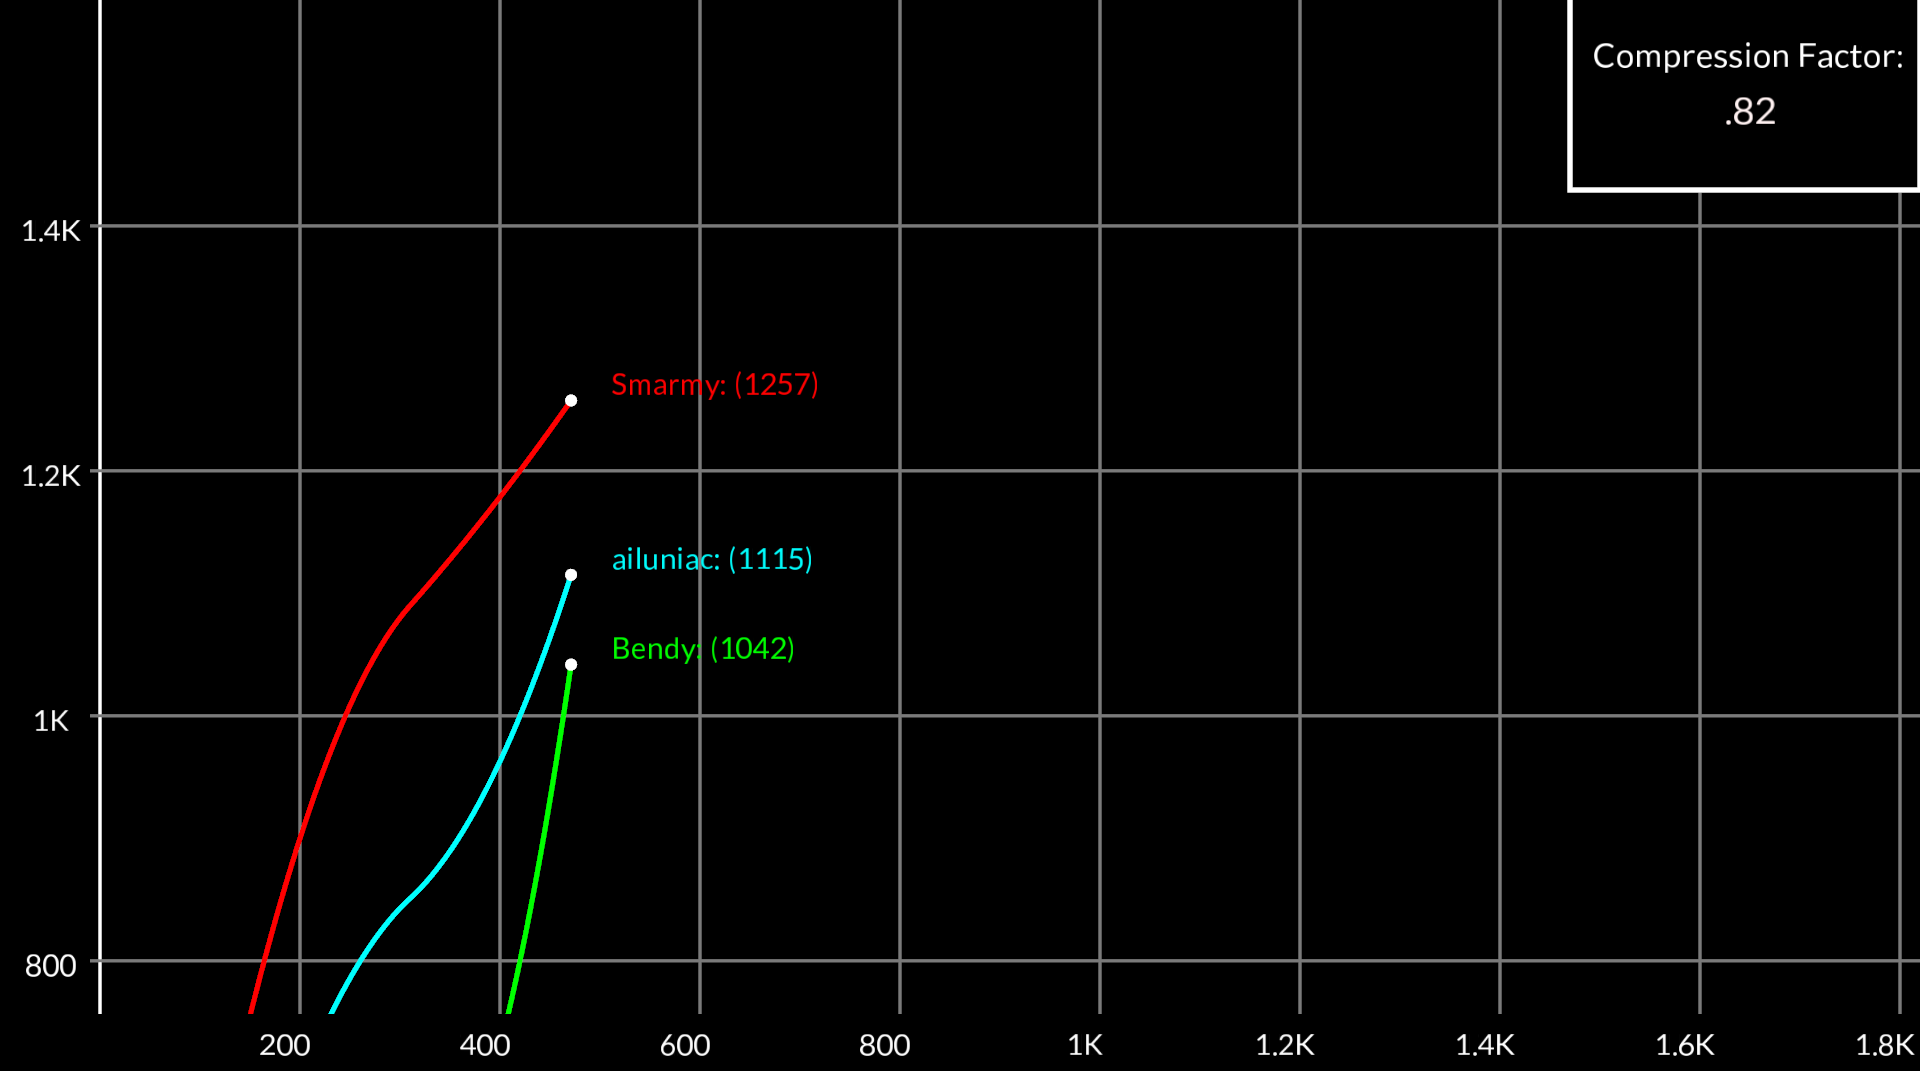 Compression Factor:
.82
1.4K
Smarmy: (1257)
1.2K
ailuniac: (1115)
Bendy: (1042)
1K
800
200 400 600 800 1K 1.2K 1.4K 1.6K 1.8K